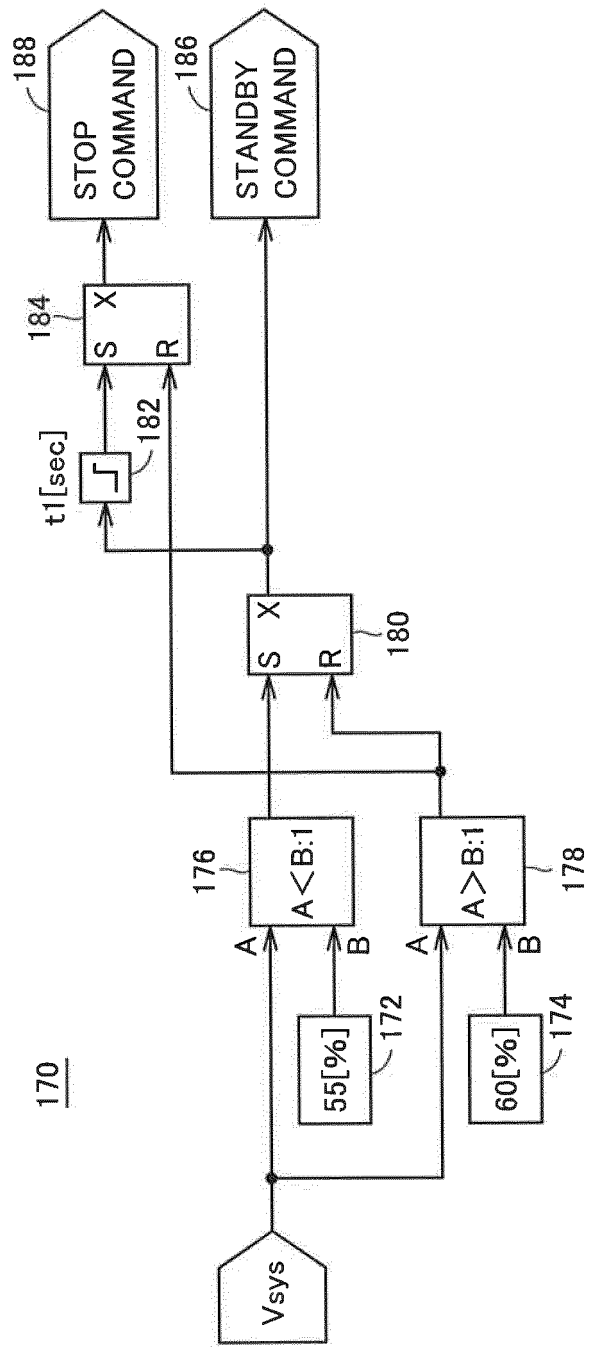 170
Vsys
55[%]
172
60[%]
174
A
B
176
A<B:1
A
B
178
A>B:1
S
X
R
180
t1[sec]
182
184
S
X
R
188
STOP
COMMAND
186
STANDBY
COMMAND